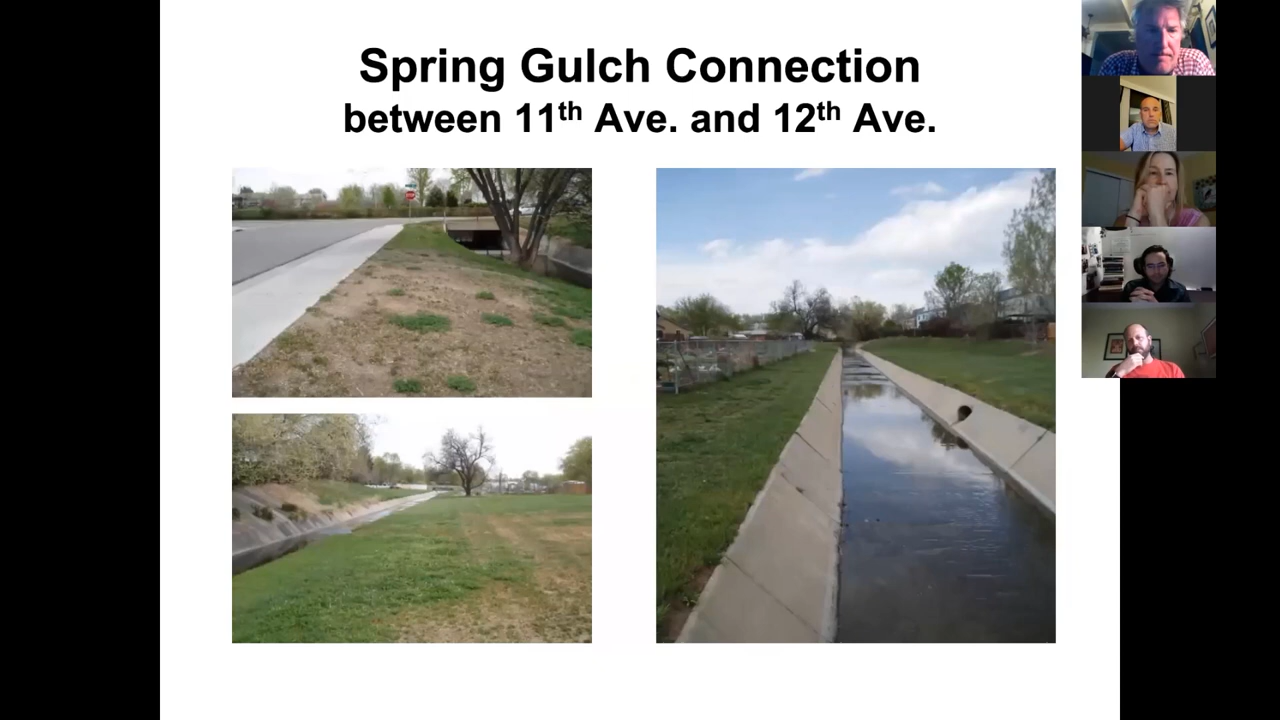 Spring Gulch Connection
between 11th Ave. and 12th Ave.